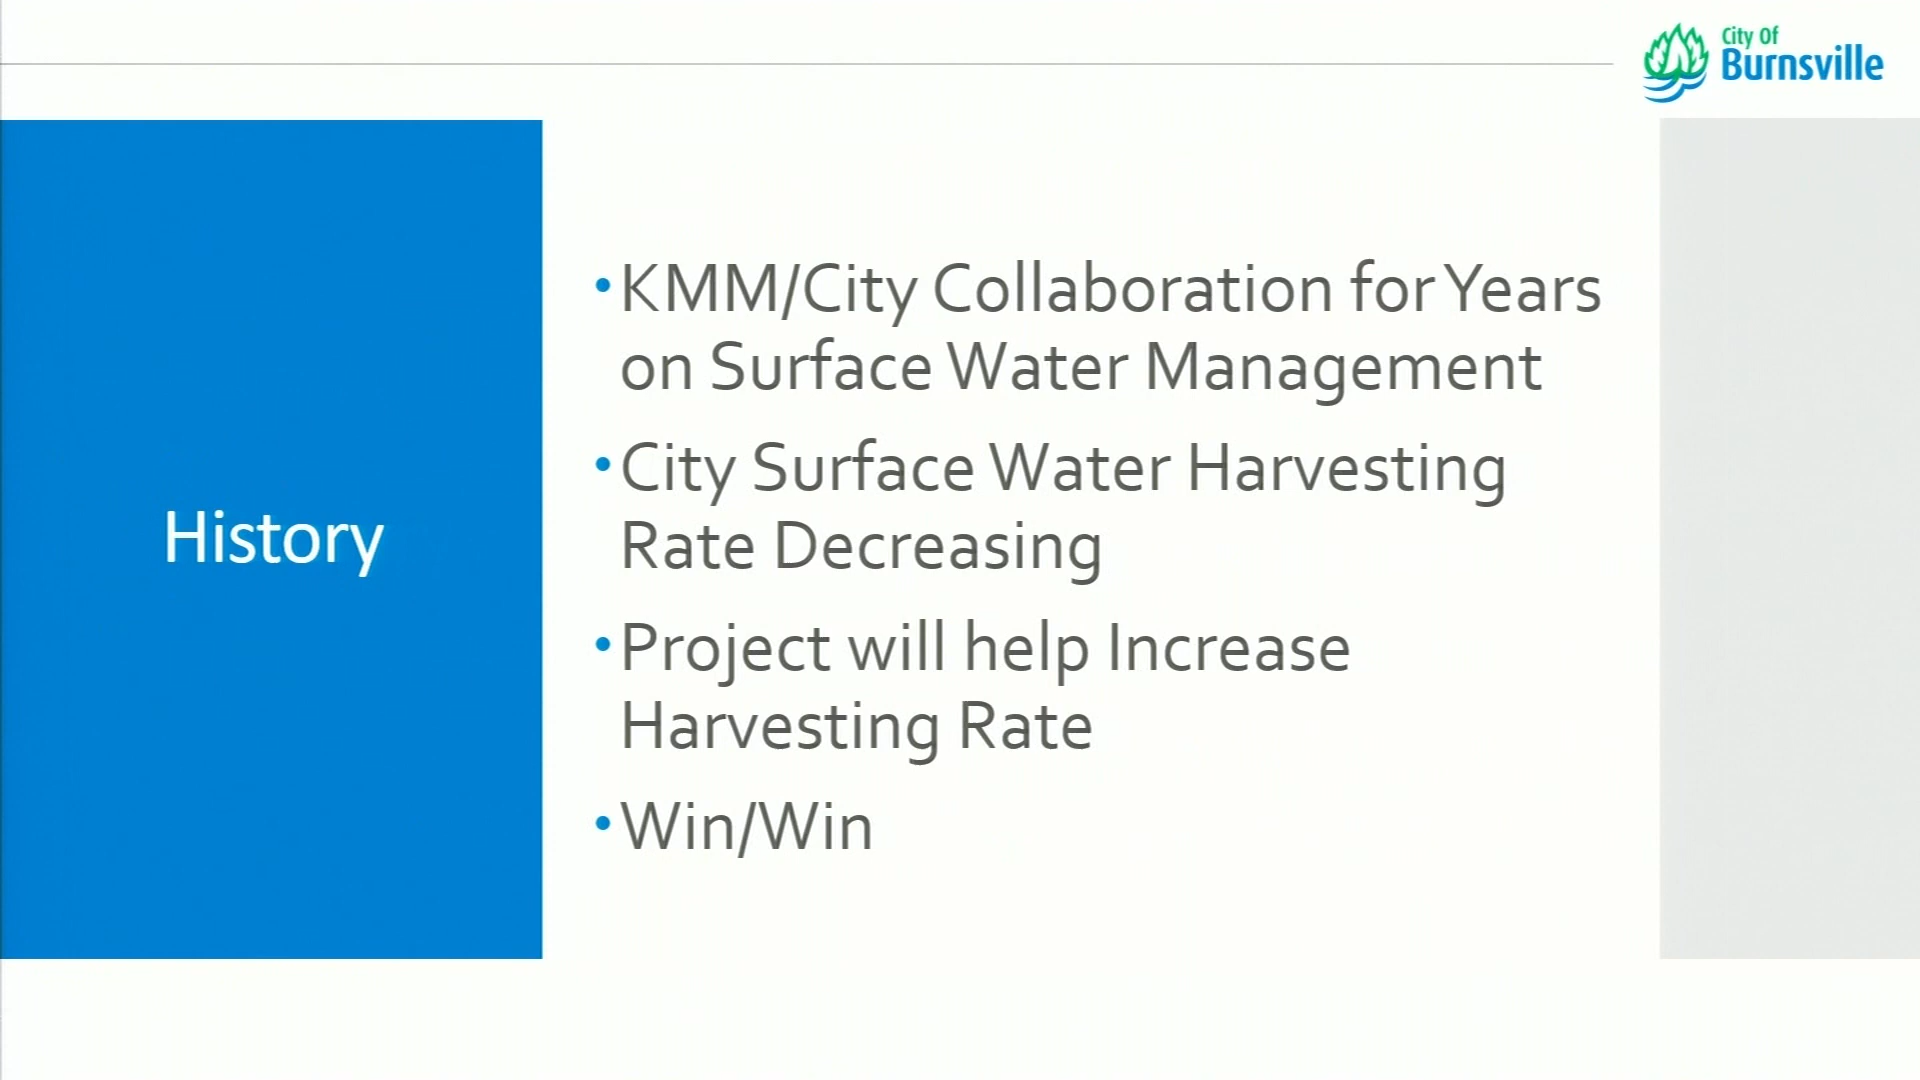 City Of
Burnsville
History
•KMM/City Collaboration for Years
on Surface Water Management
•City Surface Water Harvesting
Rate Decreasing
•Project will help Increase
Harvesting Rate
•Win/Win